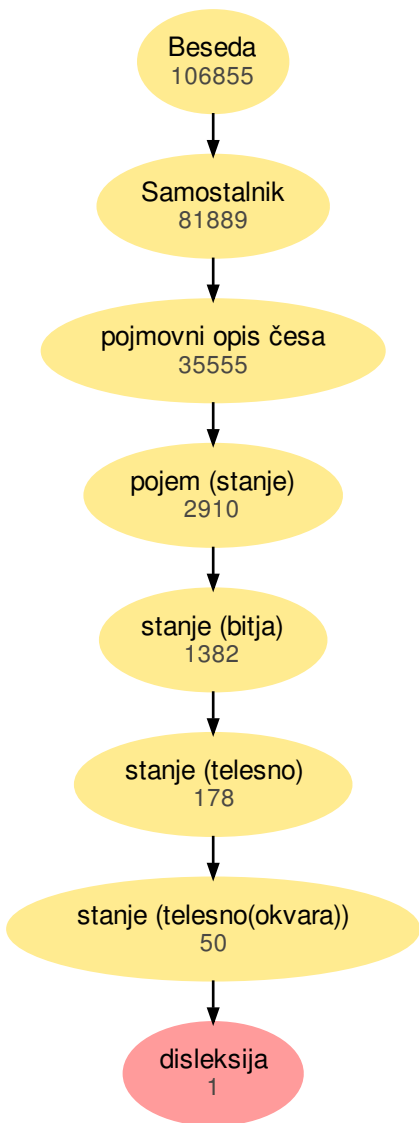 Beseda
106855
Samostalnik
81889
pojmovni opis česa
35555
pojem (stanje)
2910
stanje (bitja)
1382
stanje (telesno)
178
stanje (telesno(okvara))
50
disleksija
1